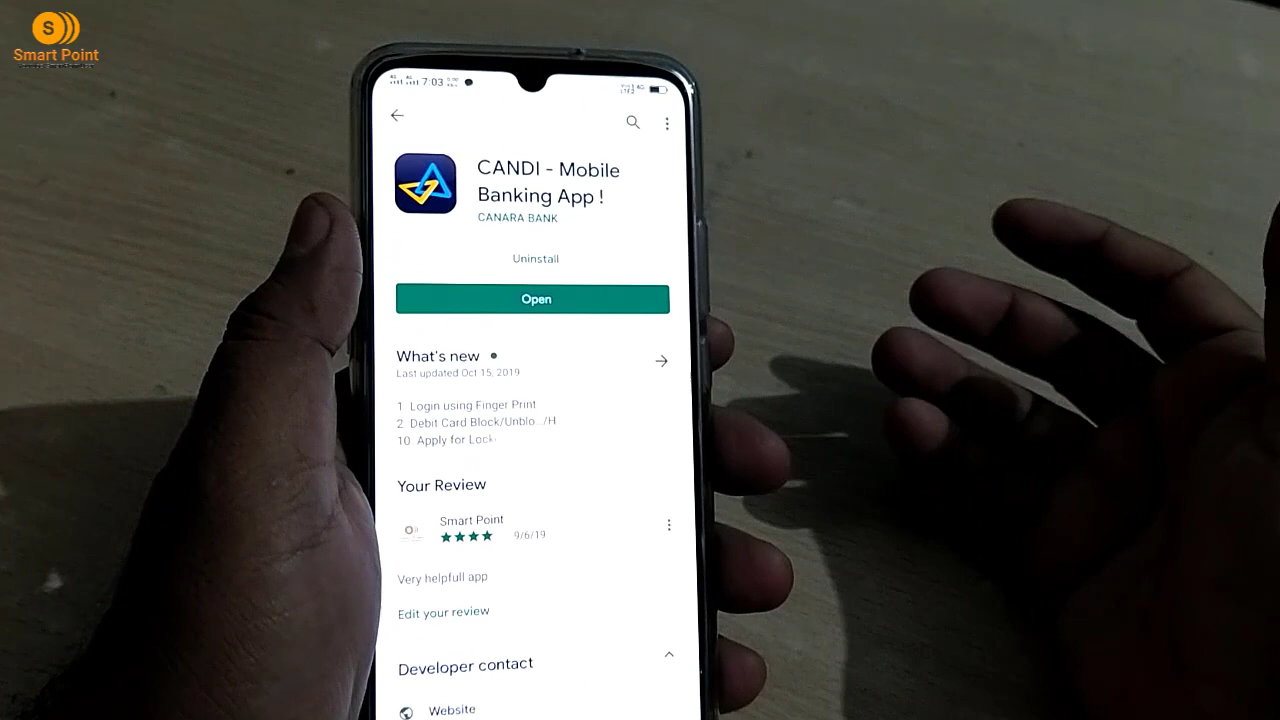 S
Smart Point
7:03
CANDI - Mobile
Banking App !
CANARA BANK
Uninstall
Open
What's new
Last updated Oct 15, 2019
1 Login using Finger Print
2 Debit Card Block/Unblo.../H
10 Apply for Lock
Your Review
Smart Point
9/6/19
Very helpfull app
Edit your review
Developer contact
Website